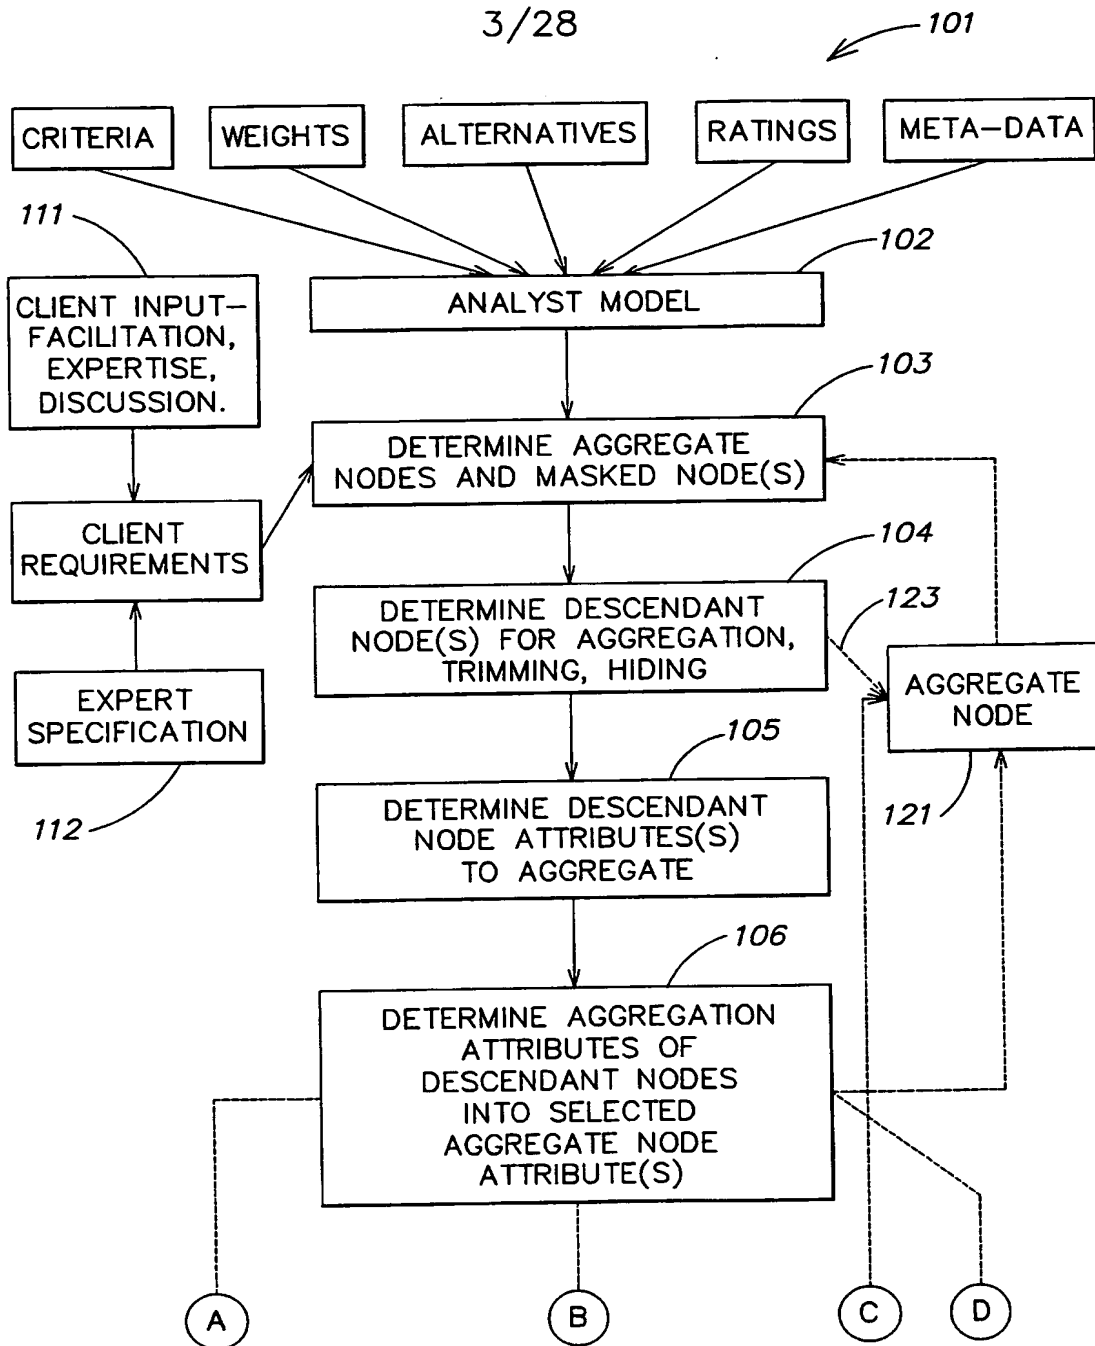 3/28
101
CRITERIA
WEIGHTS
ALTERNATIVES
RATINGS
META-DATA
111
102
CLIENT INPUT-
FACILITATION,
EXPERTISE,
DISCUSSION.
ANALYST MODEL
103
DETERMINE AGGREGATE
NODES AND MASKED NODE(S)
CLIENT
REQUIREMENTS
104
DETERMINE DESCENDANT
NODE(S) FOR AGGREGATION,
TRIMMING, HIDING
123
EXPERT
SPECIFICATION
AGGREGATE
NODE
105
112
DETERMINE DESCENDANT
NODE ATTRIBUTES(S)
TO AGGREGATE
121
106
DETERMINE AGGREGATION
ATTRIBUTES OF
DESCENDANT NODES
INTO SELECTED
AGGREGATE NODE
ATTRIBUTE(S)
A
B
C
D